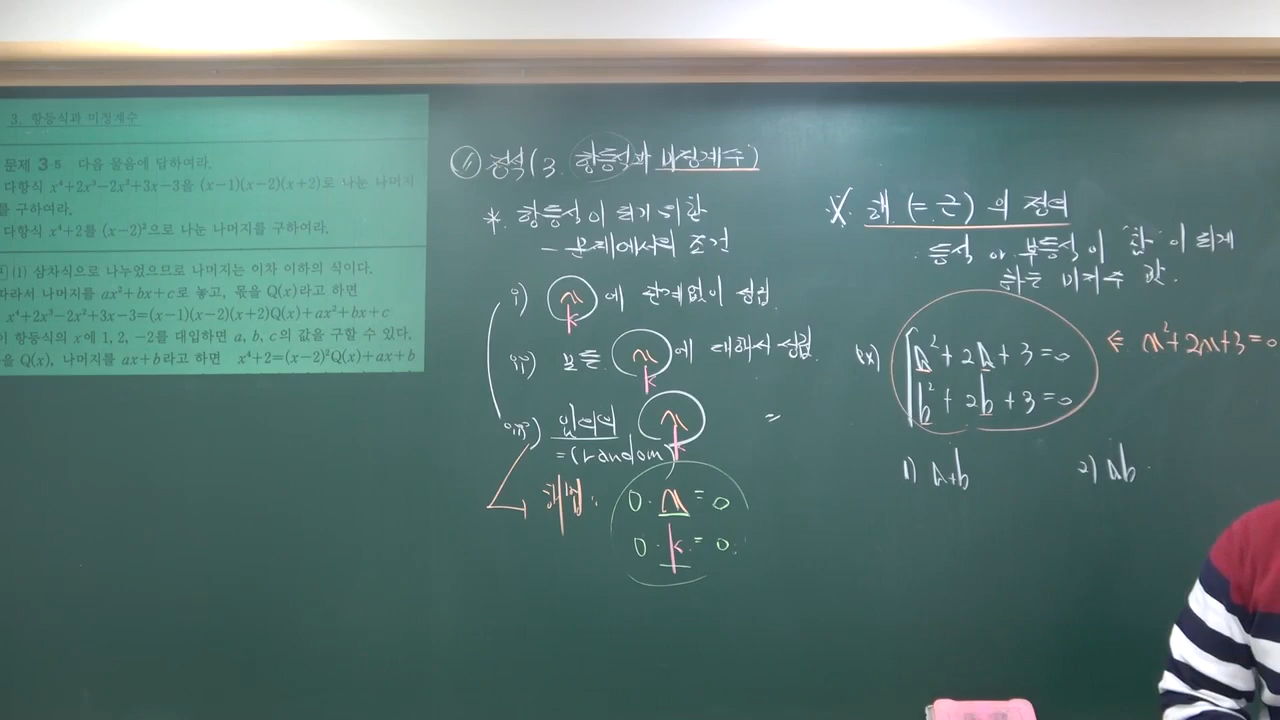 3. 항등식과 미정계수
문제 3-5 다음 물음에 답하여라.
다항식 x⁴+2x³−2x²+3x−3을 (x−1)(x−2)(x+2)로 나눈 나머지
를 구하여라.
다항식 x⁴+2를 (x−2)²으로 나눈 나머지를 구하여라.
(1) 삼차식으로 나누었으므로 나머지는 이차 이하의 식이다.
따라서 나머지를 ax²+bx+c로 놓고, 몫을 Q(x)라고 하면
x⁴+2x³−2x²+3x−3=(x−1)(x−2)(x+2)Q(x)+ax²+bx+c
이 항등식의 x에 1, 2, −2를 대입하면 a, b, c의 값을 구할 수 있다.
을 Q(x), 나머지를 ax+b라고 하면 x⁴+2=(x−2)²Q(x)+ax+b
① 정석(3. 항등식과 미정계수)
* 항등식이 되기 위한
– 문제에서의 조건
i) x 에 관계없이 성립
k
ii) 모든 x 에 대해서 성립.
k
iii) 임의의 x
k
=(random)
=
해법: 0·x=0
0·k=0.
※ 해(=근)의 정의
: 등식 or 부등식이 "참"이 되게
하는 미지수 값.
ex) a²+2a+3=0
b²+2b+3=0
← x²+2x+3=0
1) a+b
2) ab.